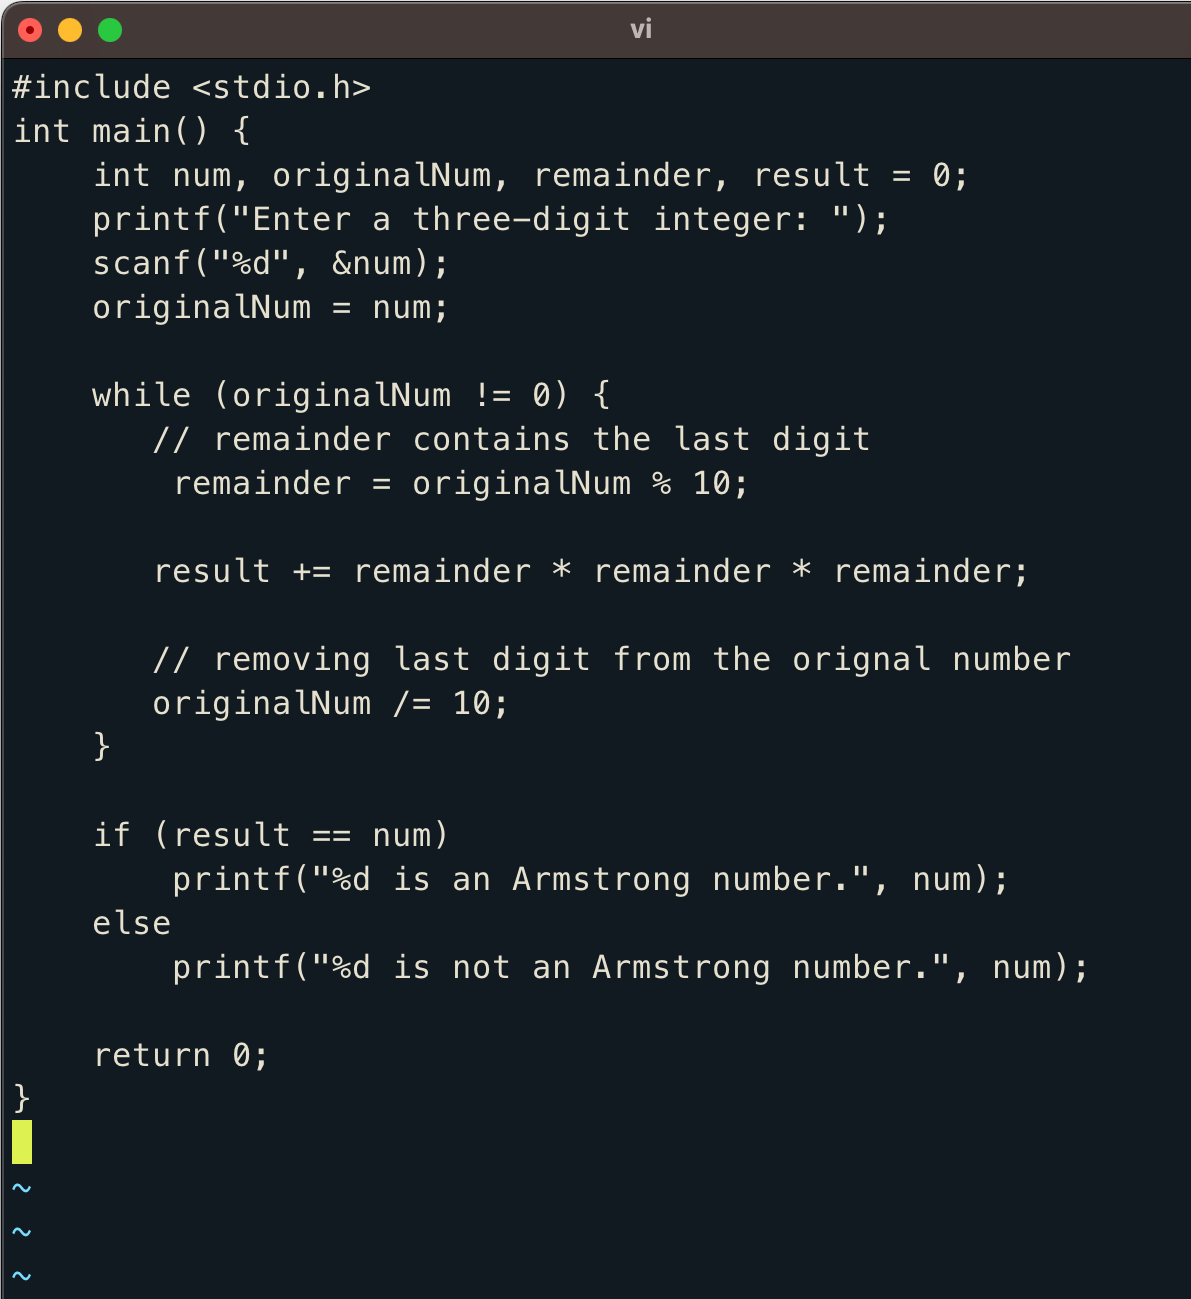 vi
#include <stdio.h>
int main() {
    int num, originalNum, remainder, result = 0;
    printf("Enter a three-digit integer: ");
    scanf("%d", &num);
    originalNum = num;

    while (originalNum != 0) {
       // remainder contains the last digit
        remainder = originalNum % 10;

       result += remainder * remainder * remainder;

       // removing last digit from the orignal number
       originalNum /= 10;
    }

    if (result == num)
        printf("%d is an Armstrong number.", num);
    else
        printf("%d is not an Armstrong number.", num);

    return 0;
}
~
~
~